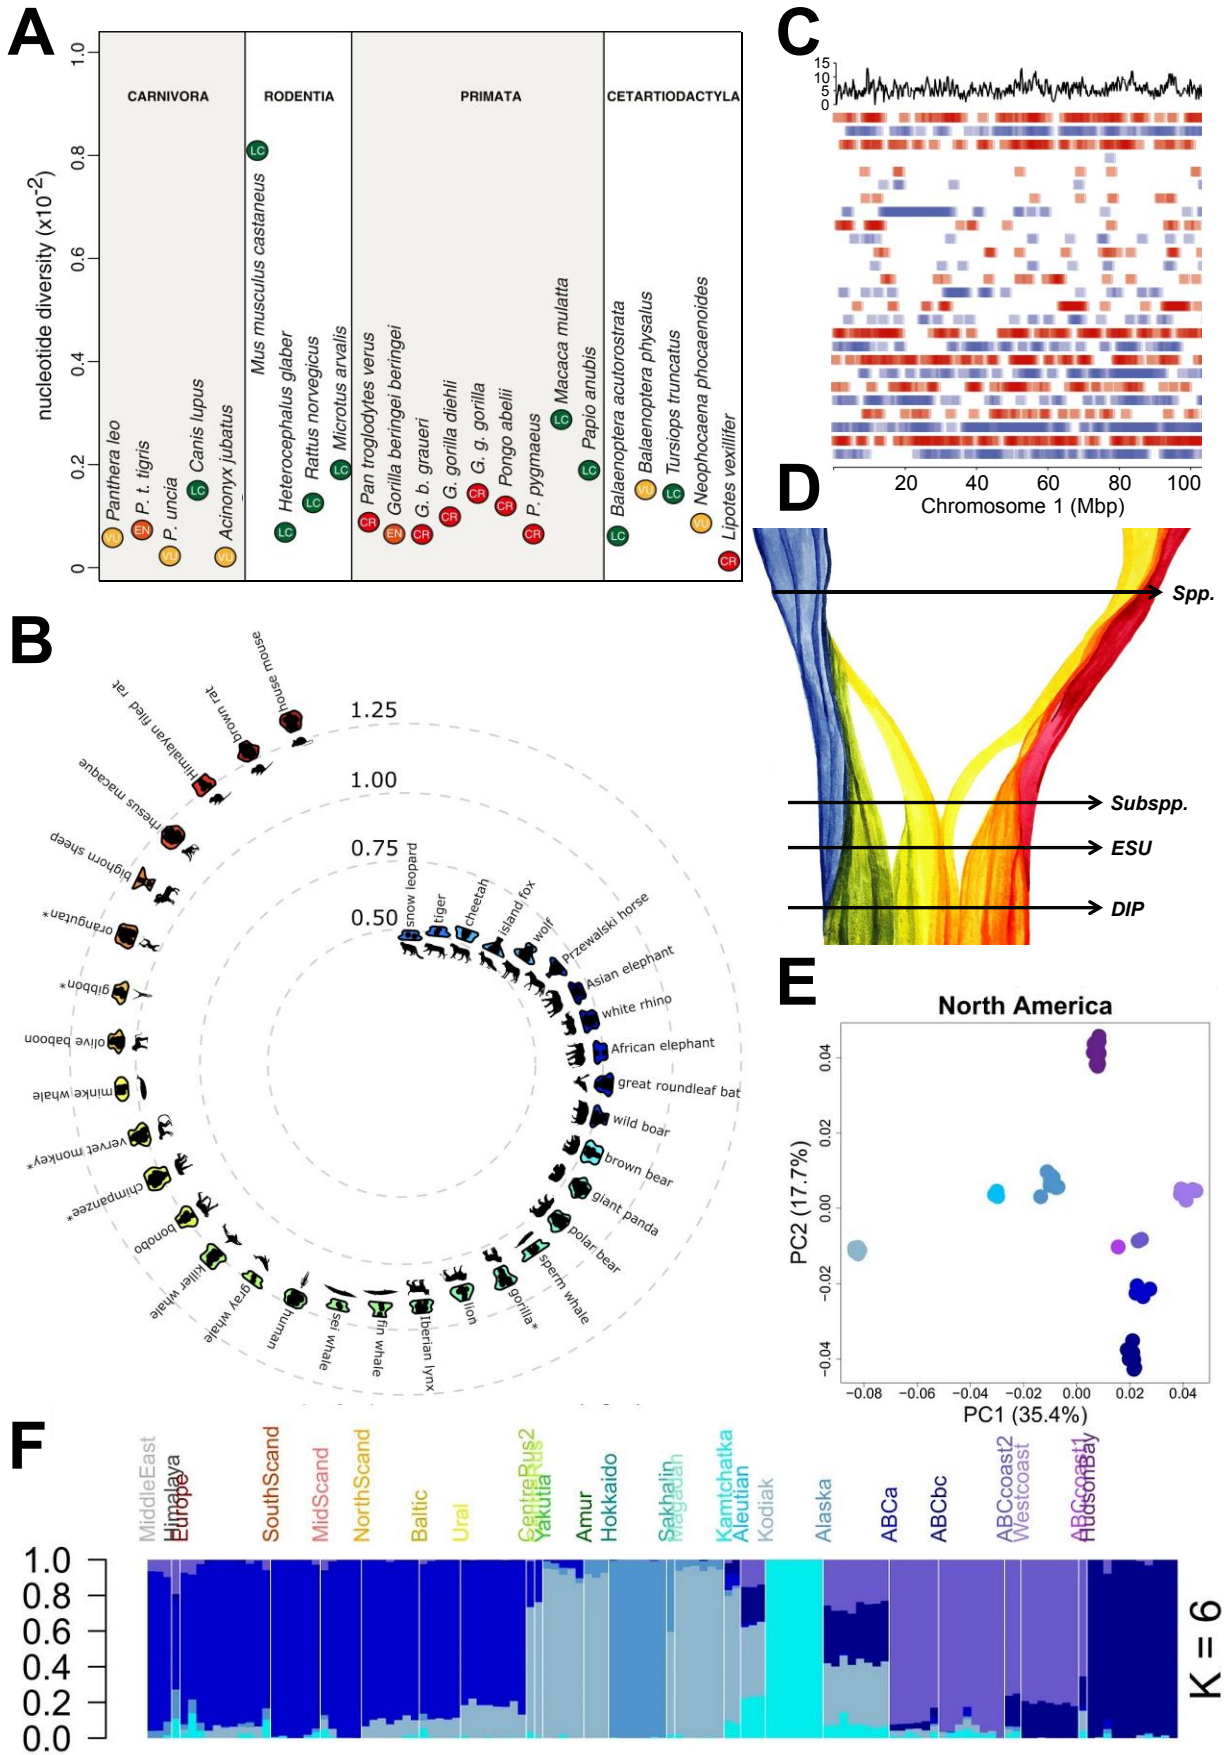 A
nucleotide diversity (x10-2)
1.0
0.8
0.6
0.4
0.2
0
CARNIVORA
RODENTIA
PRIMATA
CETARTIODACTYLA
Panthera leo
VU
P. t. tigris
EN
P. uncia
VU
Canis lupus
LC
Acinonyx jubatus
VU
Mus musculus castaneus
LC
Heterocephalus glaber
LC
Rattus norvegicus
LC
Microtus arvalis
LC
Pan troglodytes verus
CR
Gorilla beringei beringei
EN
G. b. graueri
CR
G. gorilla diehli
CR
G. g. gorilla
CR
Pongo abelii
CR
P. pygmaeus
CR
Macaca mulatta
LC
Papio anubis
LC
Balaenoptera acutorostrata
LC
Balaenoptera physalus
VU
Tursiops truncatus
LC
Neophocaena phocaenoides
VU
Lipotes vexillifer
CR
B
1.25
1.00
0.75
0.50
snow leopard
tiger
cheetah
island fox
wolf
Przewalski horse
Asian elephant
white rhino
African elephant
great roundleaf bat
wild boar
brown bear
giant panda
polar bear
sperm whale
gorilla*
lion
Iberian lynx
fin whale
sei whale
human
gray whale
killer whale
bonobo
chimpanzee*
vervet monkey*
minke whale
olive baboon
gibbon*
orangutan*
bighorn sheep
rhesus macaque
Himalayan filed rat
brown rat
house mouse
C
15
10
5
0
20
40
60
80
100
Chromosome 1 (Mbp)
D
Spp.
Subspp.
ESU
DIP
E
North America
PC2 (17.7%)
0.04
0.02
0.00
−0.02
−0.04
−0.08
−0.06
−0.04
−0.02
0.00
0.02
0.04
PC1 (35.4%)
F
MiddleEast
Himalaya
Europe
SouthScand
MidScand
NorthScand
Baltic
Ural
CentreRus2
Yakutia
Amur
Hokkaido
Sakhalin
Magadah
Kamtchatka
Aleutian
Kodiak
Alaska
ABCa
ABCbc
ABCcoast2
Westcoast
ABCcoast1
HudsonBay
1.0
0.8
0.6
0.4
0.2
0.0
K = 6